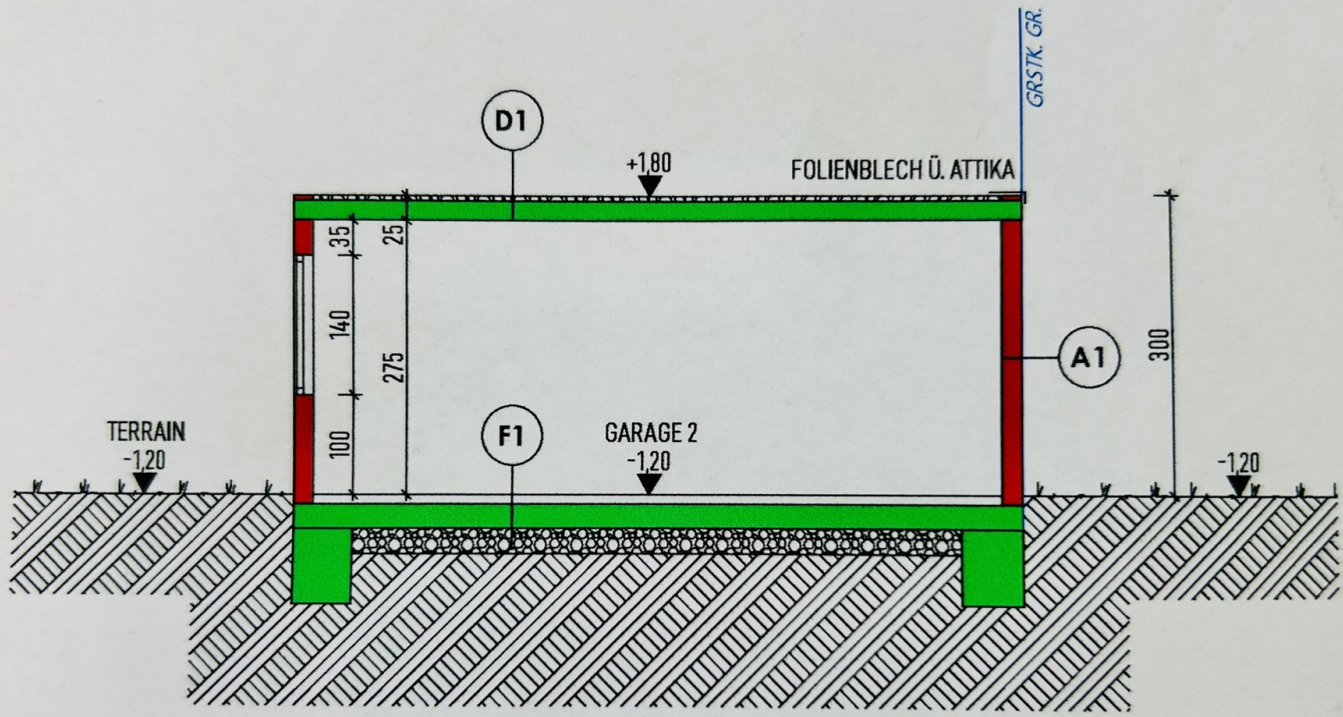 GRSTK. GR.
D1
+1,80
FOLIENBLECH Ü. ATTIKA
35
25
140
275
300
A1
100
F1
TERRAIN
-1,20
GARAGE 2
-1,20
-1,20